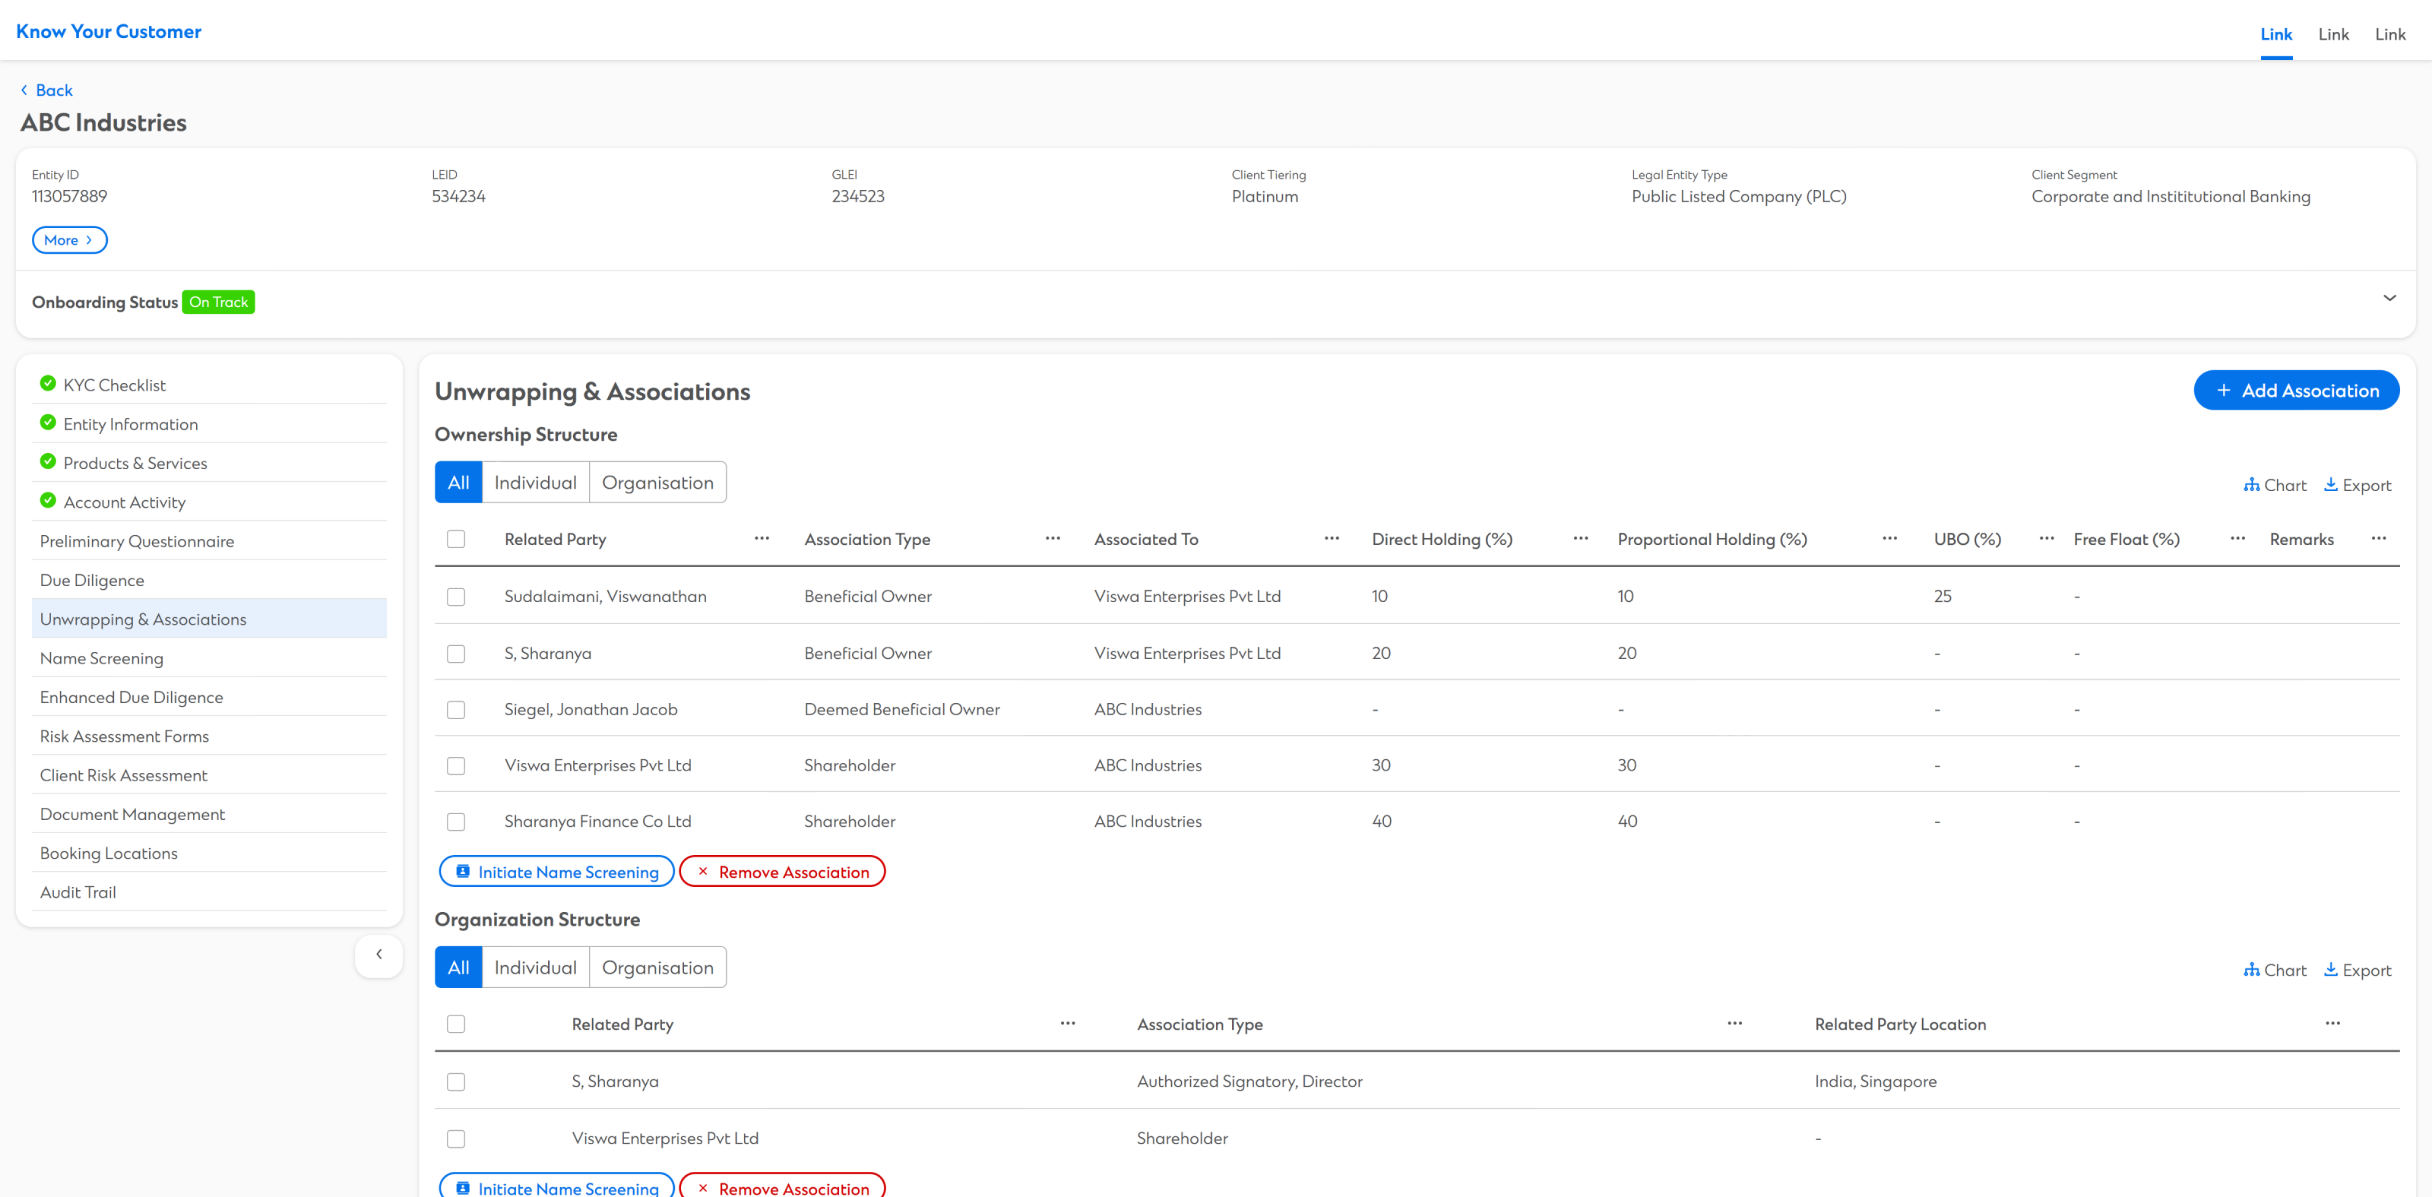 Know Your Customer
Link Link Link
Back
ABC Industries
Entity ID LEID GLEI Client Tiering Legal Entity Type Client Segment
113057889 534234 234523 Platinum Public Listed Company (PLC) Corporate and Instititutional Banking
More
Onboarding Status On Track
KYC Checklist
Entity Information
Products & Services
Account Activity
Preliminary Questionnaire
Due Diligence
Unwrapping & Associations
Name Screening
Enhanced Due Diligence
Risk Assessment Forms
Client Risk Assessment
Document Management
Booking Locations
Audit Trail
Unwrapping & Associations
+ Add Association
Ownership Structure
All Individual Organisation
Chart Export
Related Party ... Association Type ... Associated To ... Direct Holding (%) ... Proportional Holding (%) ... UBO (%) ... Free Float (%) ... Remarks ...
Sudalaimani, Viswanathan Beneficial Owner Viswa Enterprises Pvt Ltd 10 10 25 -
S, Sharanya Beneficial Owner Viswa Enterprises Pvt Ltd 20 20 - -
Siegel, Jonathan Jacob Deemed Beneficial Owner ABC Industries - - - -
Viswa Enterprises Pvt Ltd Shareholder ABC Industries 30 30 - -
Sharanya Finance Co Ltd Shareholder ABC Industries 40 40 - -
Initiate Name Screening × Remove Association
Organization Structure
All Individual Organisation
Chart Export
Related Party ... Association Type ... Related Party Location ...
S, Sharanya Authorized Signatory, Director India, Singapore
Viswa Enterprises Pvt Ltd Shareholder -
Initiate Name Screening × Remove Association